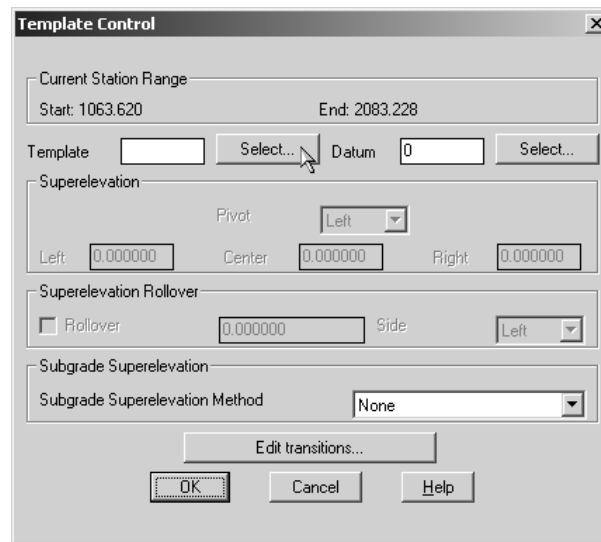 Template Control
Current Station Range
Start: 1063.620 End: 2083.228
Template Select... Datum 0 Select...
Superelevation
Pivot Left
Left 0.000000 Center 0.000000 Right 0.000000
Superelevation Rollover
Rollover 0.000000 Side Left
Subgrade Superelevation
Subgrade Superelevation Method None
Edit transitions...
OK Cancel Help